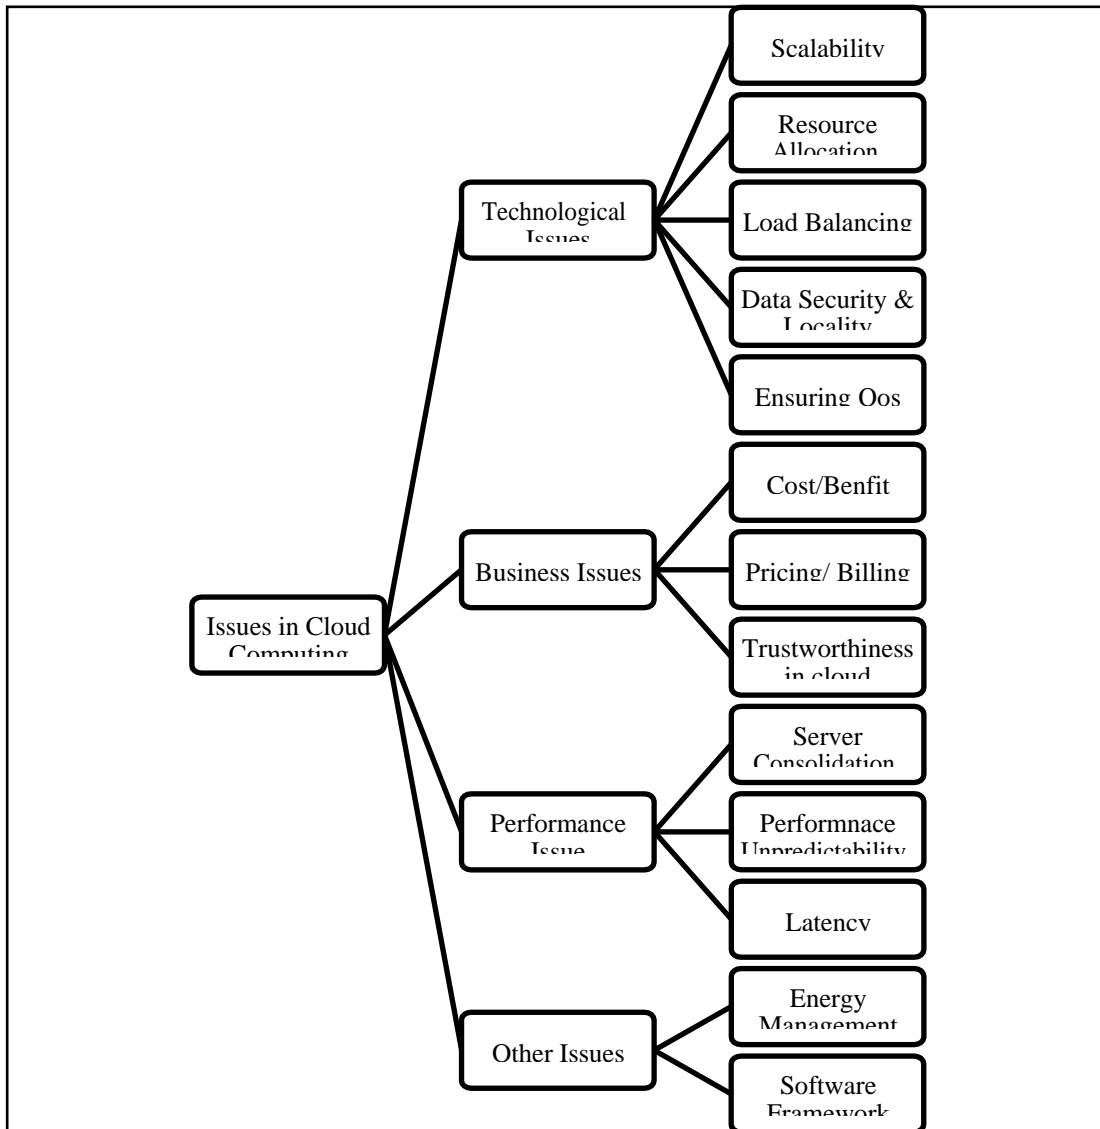 Scalability
Resource
Allocation
Technological
Issues
Load Balancing
Data Security &
Locality
Ensuring Qos
Cost/Benfit
Business Issues
Pricing/ Billing
Issues in Cloud
Computing
Trustworthiness
in cloud
Server
Consolidation
Performance
Issue
Performnace
Unpredictability
Latency
Energy
Management
Other Issues
Software
Framework